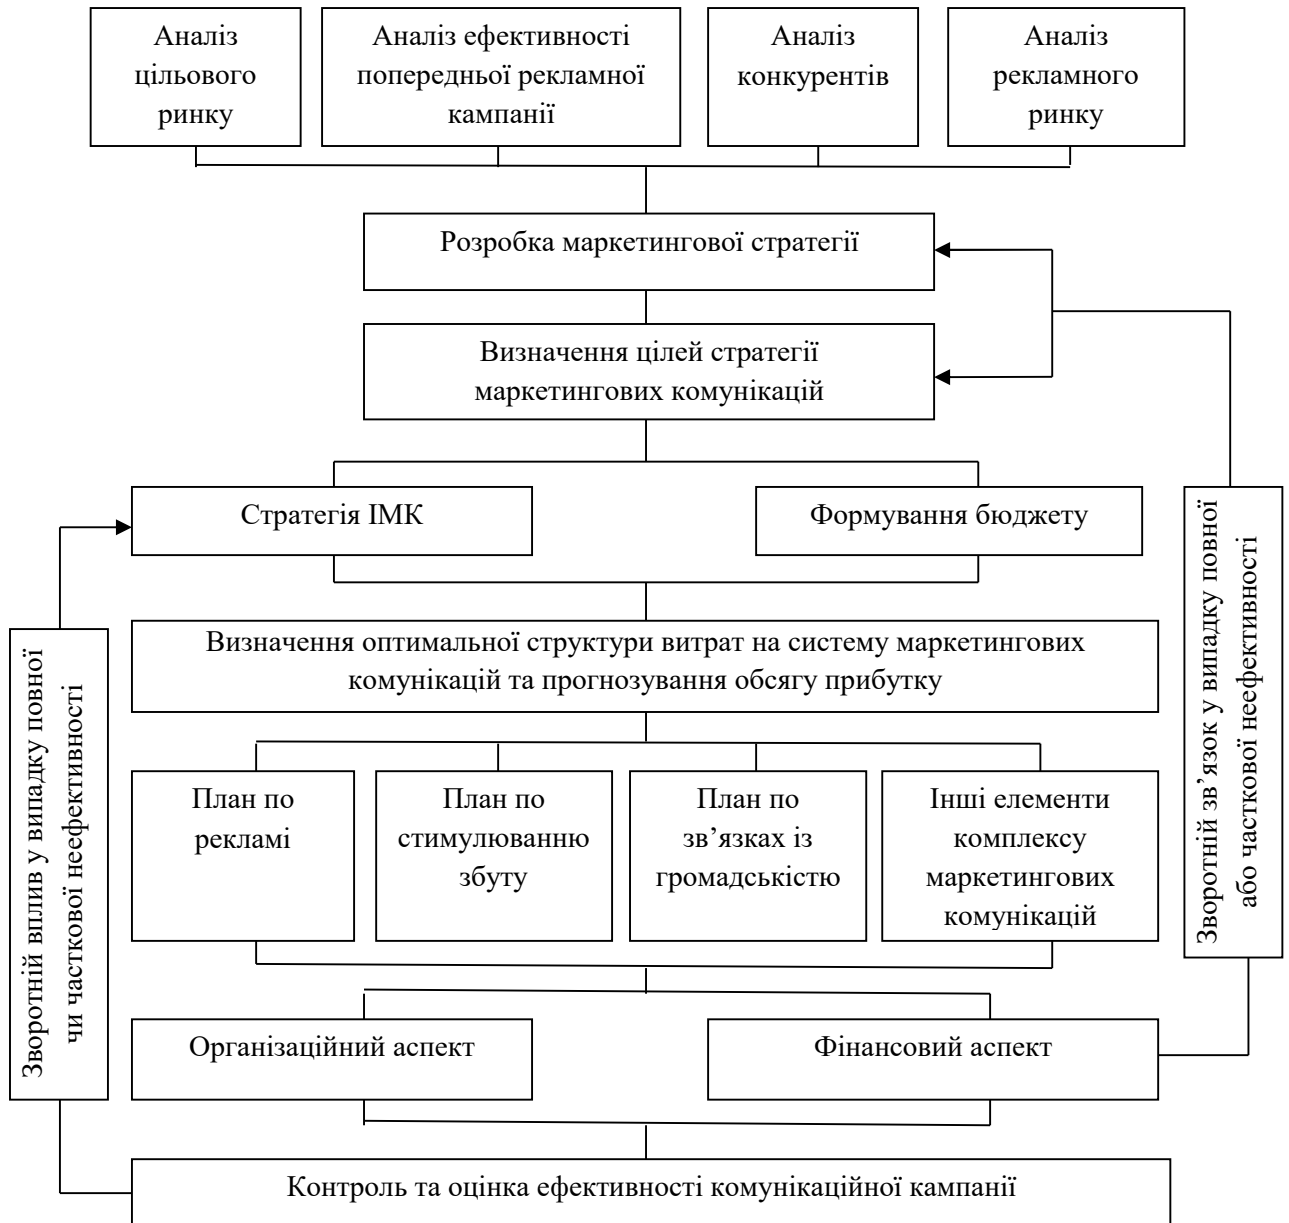 Аналіз
цільового
ринку
Аналіз ефективності
попередньої рекламної
кампанії
Аналіз
конкурентів
Аналіз
рекламного
ринку
Розробка маркетингової стратегії
Визначення цілей стратегії
маркетингових комунікацій
Стратегія ІМК
Формування бюджету
Визначення оптимальної структури витрат на систему маркетингових
комунікацій та прогнозування обсягу прибутку
План по
рекламі
План по
стимулюванню
збуту
План по
зв’язках із
громадськістю
Інші елементи
комплексу
маркетингових
комунікацій
Організаційний аспект
Фінансовий аспект
Контроль та оцінка ефективності комунікаційної кампанії
Зворотній вплив у випадку повної
чи часткової неефективності
Зворотній зв’язок у випадку повної
або часткової неефективності